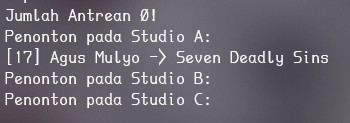 Jumlah Antrean 0!
Penonton pada Studio A:
[17] Agus Mulyo -> Seven Deadly Sins
Penonton pada Studio B:
Penonton pada Studio C: